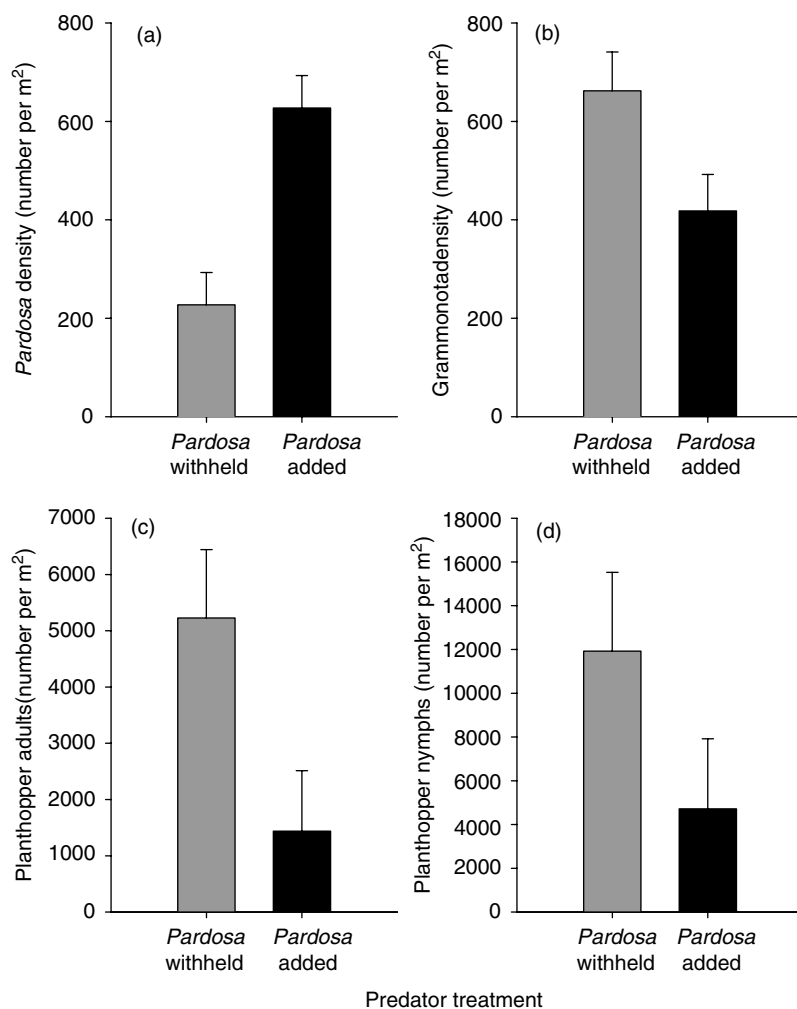 (a)
Pardosa density (number per m²)
800
600
400
200
0
Pardosa
withheld
Pardosa
added
(b)
Grammonotadensity (number per m²)
800
600
400
200
0
Pardosa
withheld
Pardosa
added
(c)
Planthopper adults(number per m²)
7000
6000
5000
4000
3000
2000
1000
0
Pardosa
withheld
Pardosa
added
(d)
Planthopper nymphs (number per m²)
18000
16000
14000
12000
10000
8000
6000
4000
2000
0
Pardosa
withheld
Pardosa
added
Predator treatment